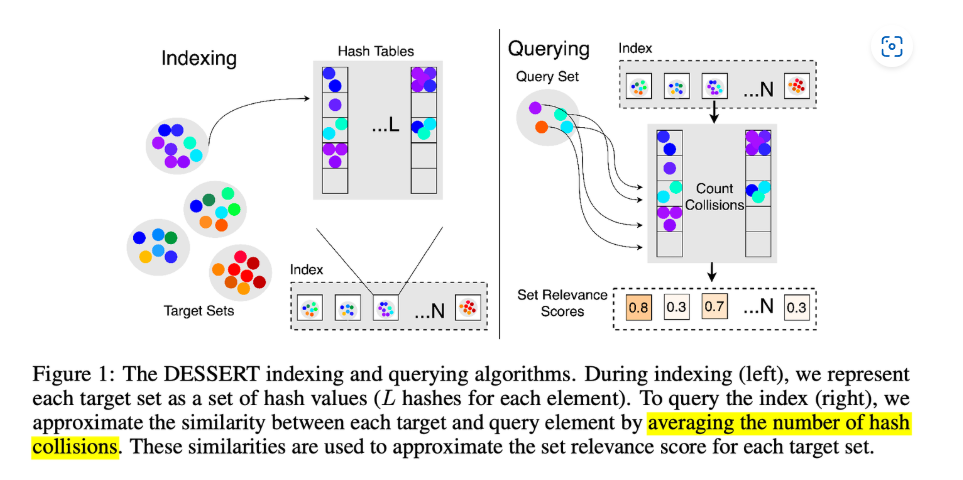 Indexing
Hash Tables
...L
Target Sets
Index
...N
Querying
Query Set
Index
...N
Count
Collisions
Set Relevance
Scores
0.8 0.3 0.7 ...N 0.3
Figure 1: The DESSERT indexing and querying algorithms. During indexing (left), we represent
each target set as a set of hash values (L hashes for each element). To query the index (right), we
approximate the similarity between each target and query element by averaging the number of hash
collisions. These similarities are used to approximate the set relevance score for each target set.